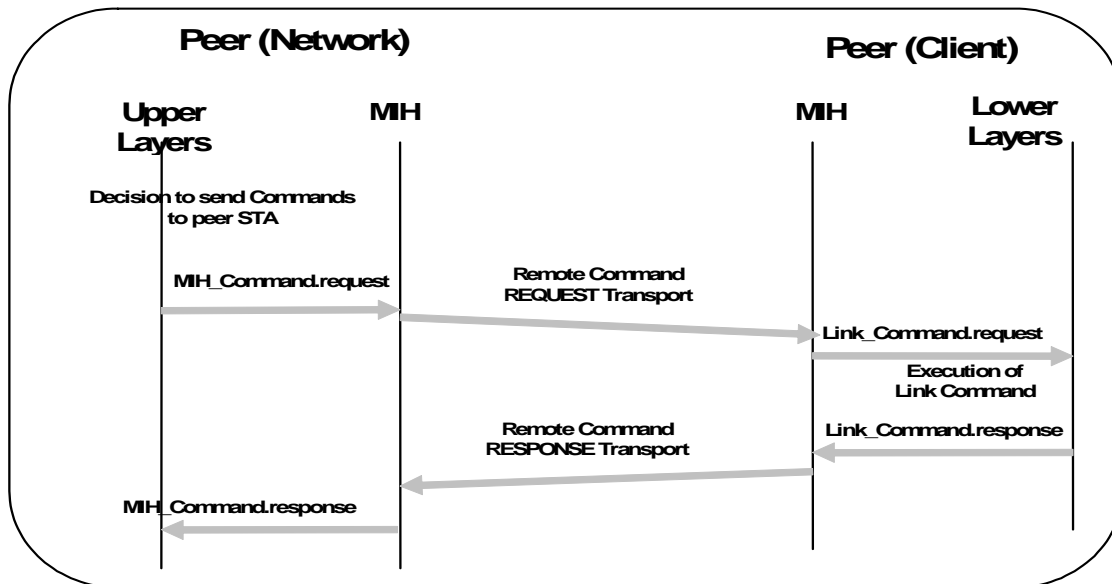 Peer (Network)
Peer (Client)
Upper
Layers
MIH
MIH
Lower
Layers
Decision to send Commands
to peer STA
MIH_Command.request
Remote Command
REQUEST Transport
Link_Command.request
Execution of
Link Command
Remote Command
RESPONSE Transport
Link_Command.response
MIH_Command.response